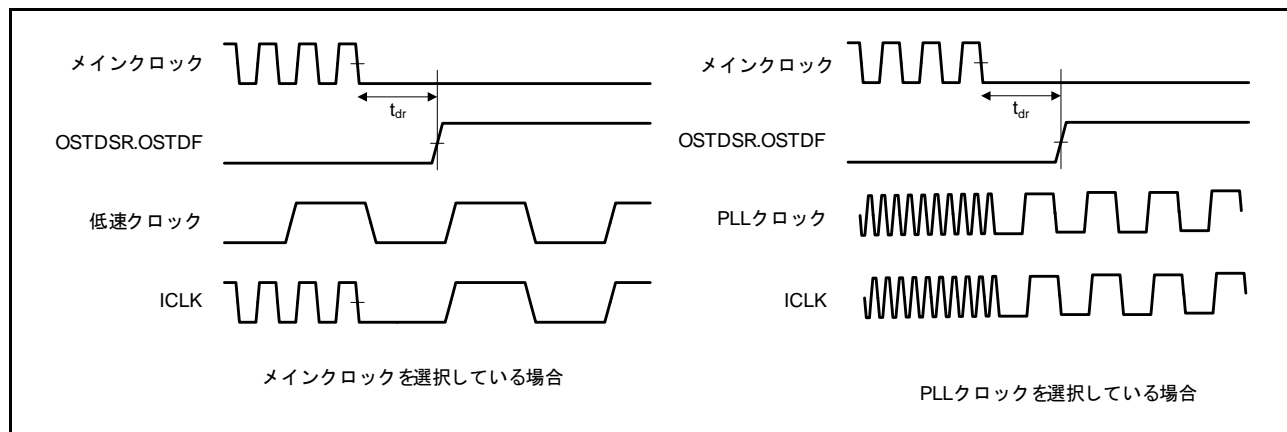 メインクロック
tdr
OSTDSR.OSTDF
低速クロック
ICLK
メインクロックを選択している場合
メインクロック
tdr
OSTDSR.OSTDF
PLLクロック
ICLK
PLLクロックを選択している場合